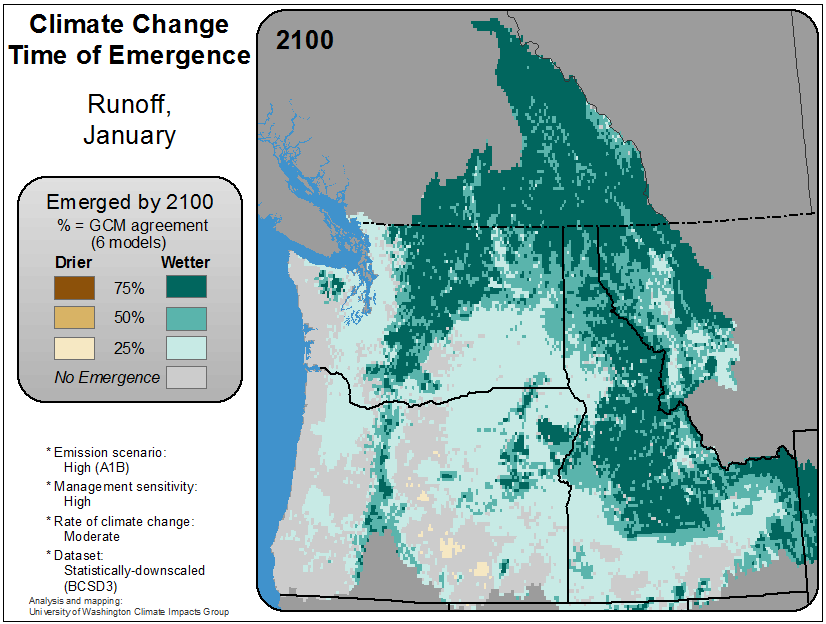 Climate Change
Time of Emergence
Runoff,
January
2100
Emerged by 2100
% = GCM agreement
(6 models)
Drier Wetter
75%
50%
25%
No Emergence
* Emission scenario:
High (A1B)
* Management sensitivity:
High
* Rate of climate change:
Moderate
* Dataset:
Statistically-downscaled
(BCSD3)
Analysis and mapping:
University of Washington Climate Impacts Group